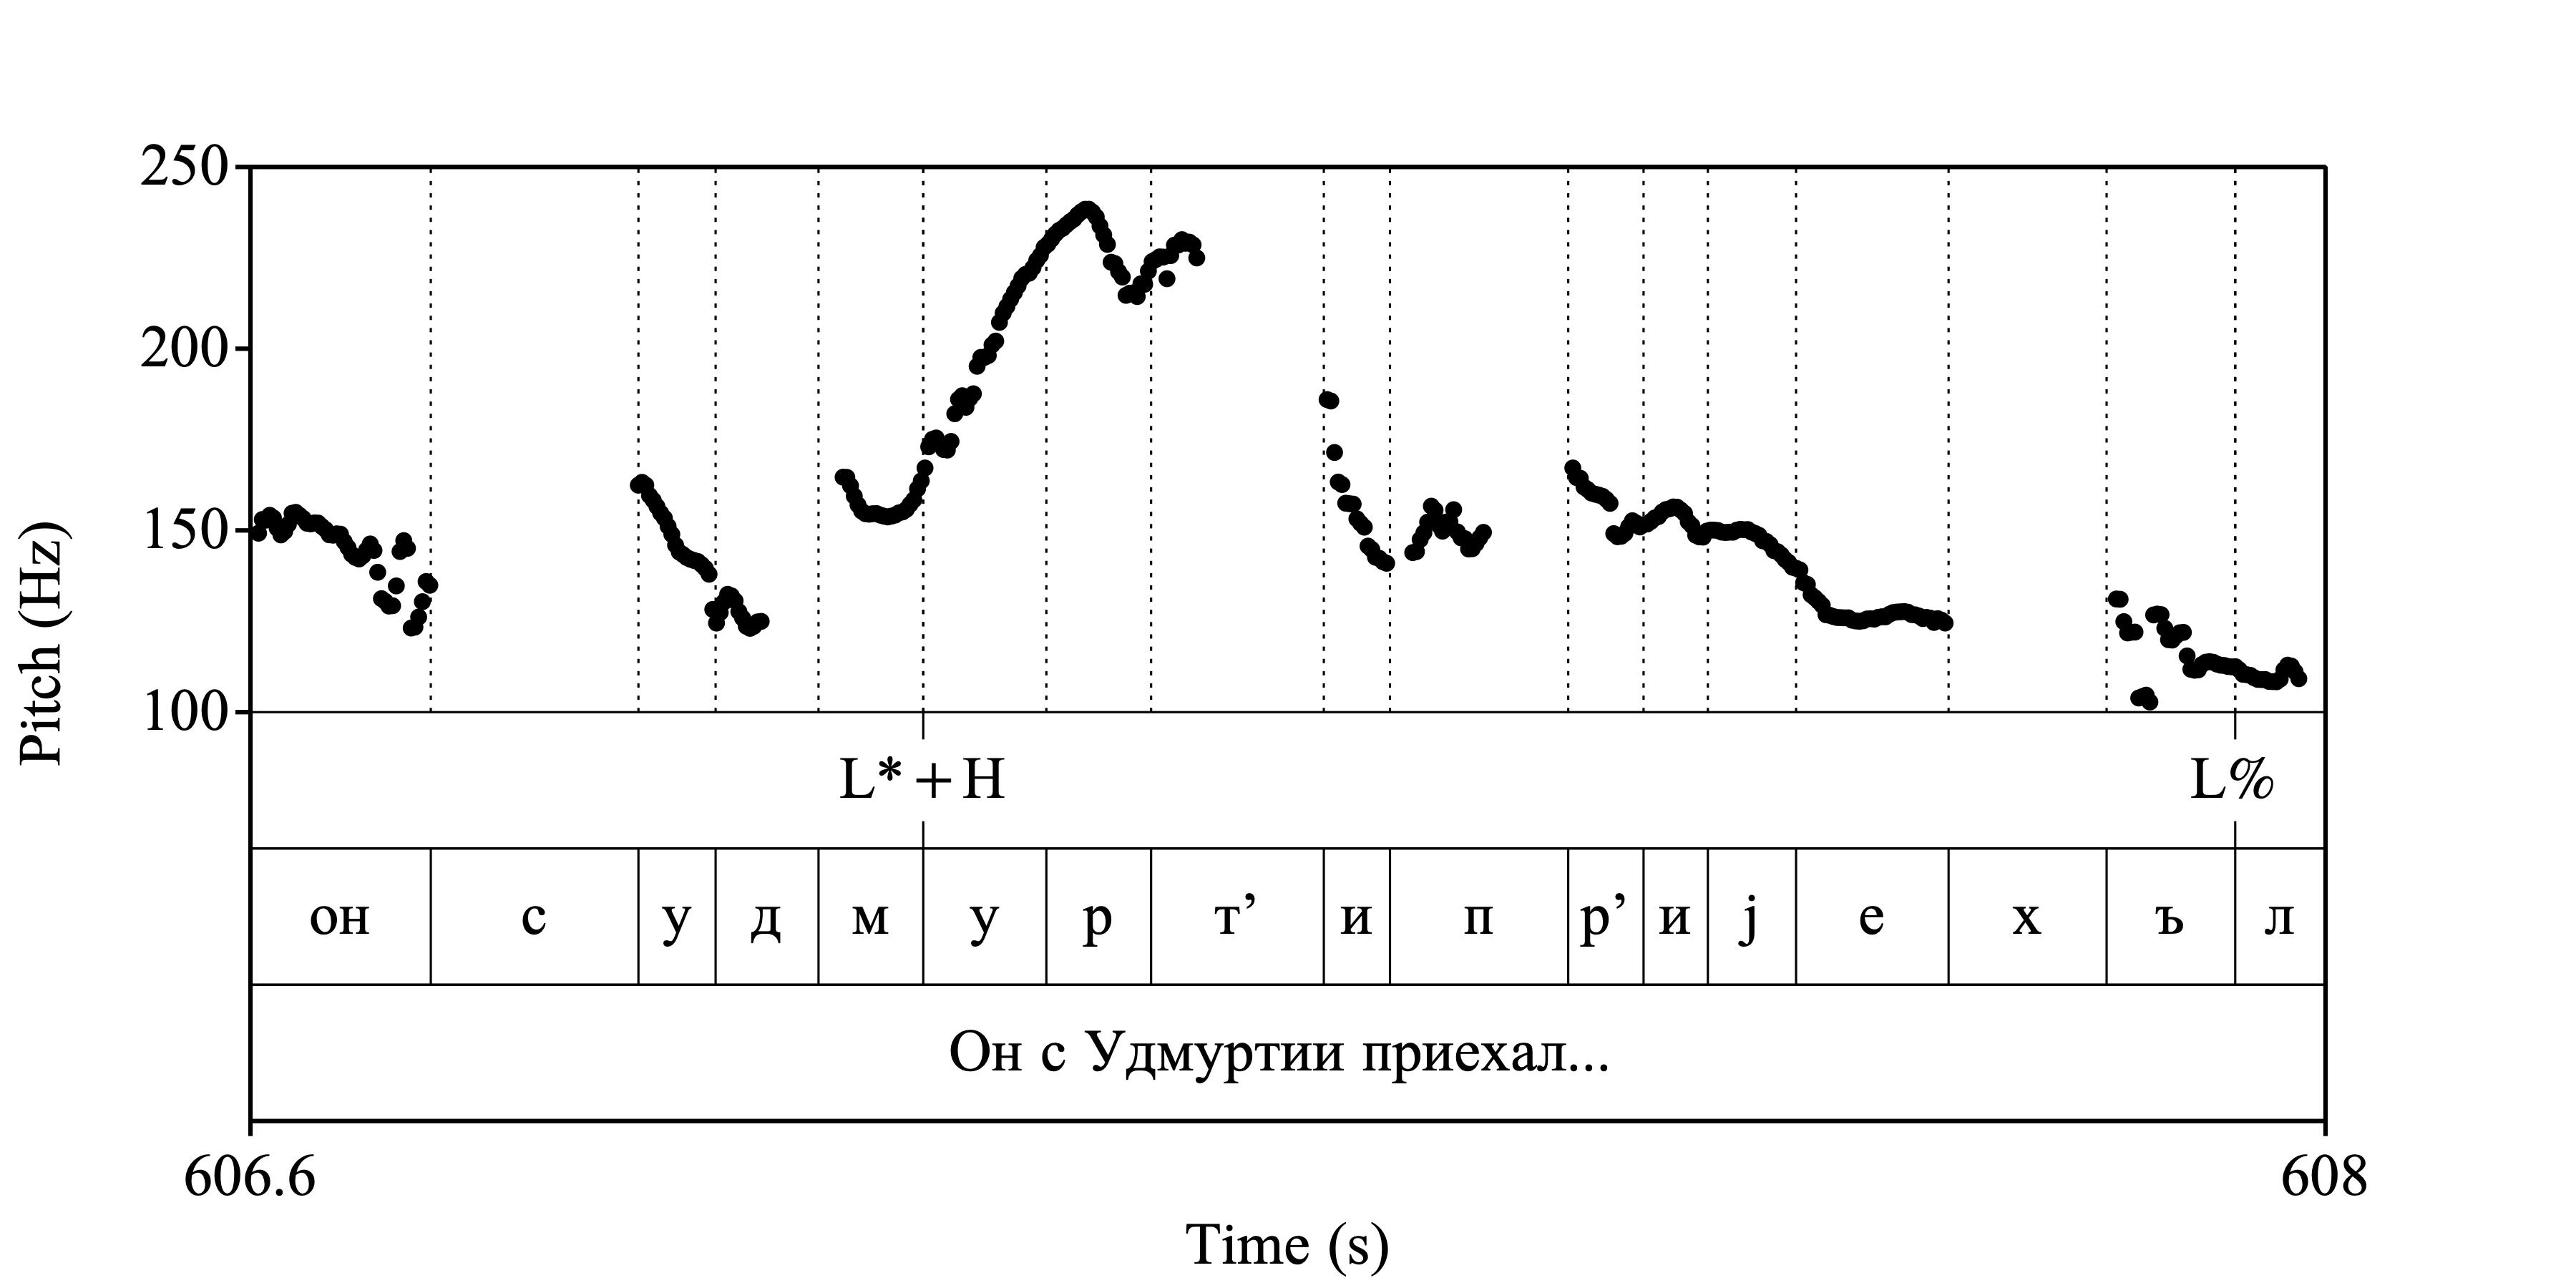 250
200
150
100
Pitch (Hz)
L* + H L%
он с у д м у р т’ и п р’ и j е х ъ л
Он с Удмуртии приехал...
606.6 608
Time (s)